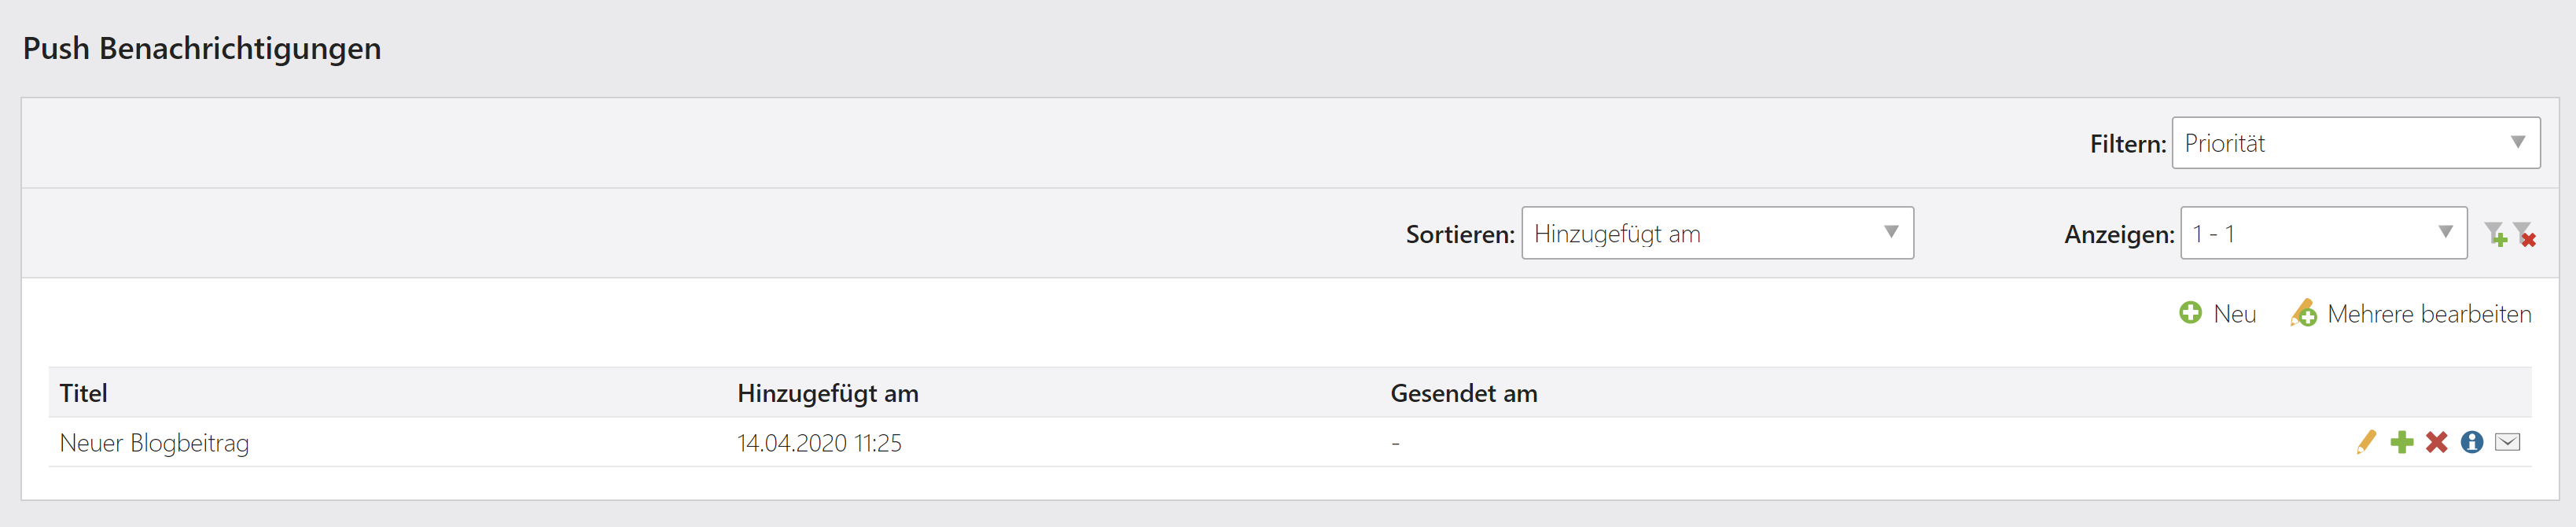 Push Benachrichtigungen
Filtern: Priorität
Sortieren: Hinzugefügt am Anzeigen: 1 - 1
Neu Mehrere bearbeiten
Titel Hinzugefügt am Gesendet am
Neuer Blogbeitrag 14.04.2020 11:25 -